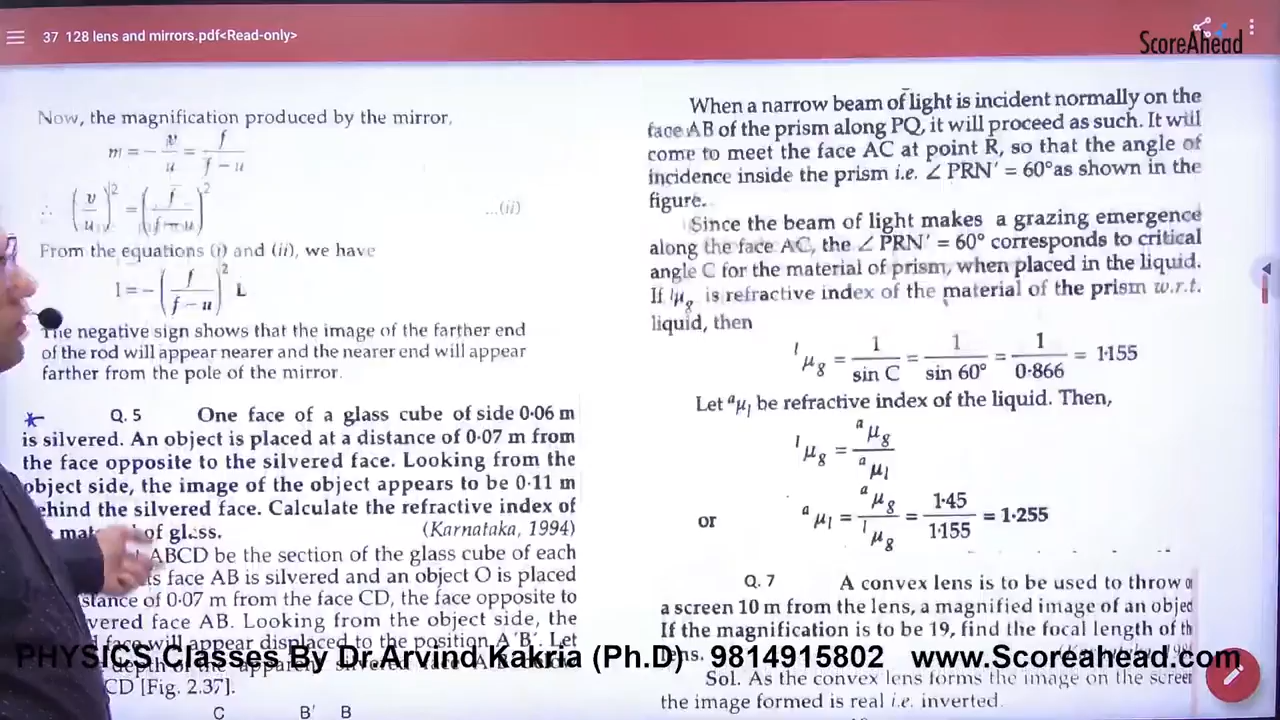 37 128 lens and mirrors.pdf<Read-only>
ScoreAhead
Now, the magnification produced by the mirror,
m = - v/u = f/(f - u)
∴ (v/u)² = (f/(f - u))² ...(ii)
From the equations (i) and (ii), we have
l = - (f/(f - u))² L
The negative sign shows that the image of the farther end
of the rod will appear nearer and the nearer end will appear
farther from the pole of the mirror.
Q. 5 One face of a glass cube of side 0·06 m
is silvered. An object is placed at a distance of 0·07 m from
the face opposite to the silvered face. Looking from the
object side, the image of the object appears to be 0·11 m
ehind the silvered face. Calculate the refractive index of
of glass. (Karnataka, 1994)
ABCD be the section of the glass cube of each
face AB is silvered and an object O is placed
stance of 0·07 m from the face CD, the face opposite to
vered face AB. Looking from the object side, the
face will appear displaced to the position A′B′. Let
CD [Fig. 2.37].
C B′ B
When a narrow beam of light is incident normally on the
face AB of the prism along PQ, it will proceed as such. It will
come to meet the face AC at point R, so that the angle of
incidence inside the prism i.e. ∠ PRN′ = 60°as shown in the
figure.
Since the beam of light makes a grazing emergence
along the face AC, the ∠ PRN′ = 60° corresponds to critical
angle C for the material of prism, when placed in the liquid.
If ˡμg is refractive index of the material of the prism w.r.t.
liquid, then
ˡμg = 1/sin C = 1/sin 60° = 1/0·866 = 1·155
Let ᵃμl be refractive index of the liquid. Then,
ˡμg = ᵃμg/ᵃμl
or ᵃμl = ᵃμg/ˡμg = 1·45/1·155 = 1·255
Q. 7 A convex lens is to be used to throw
a screen 10 m from the lens, a magnified image of an objec
If the magnification is to be 19, find the focal length of th
lens.
Sol. As the convex lens forms the image on the screen
the image formed is real i.e. inverted.
PHYSICS Classes By Dr.Arvind Kakria (Ph.D) 9814915802 www.Scoreahead.com